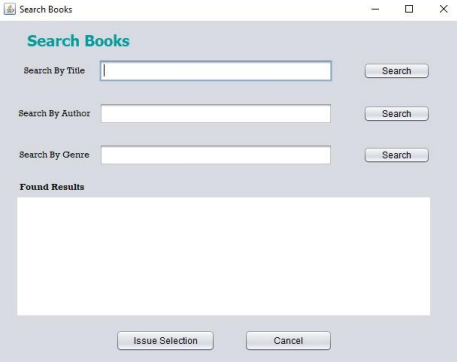 Search Books
Search Books
Search By Title Search
Search By Author Search
Search By Genre Search
Found Results
Issue Selection Cancel